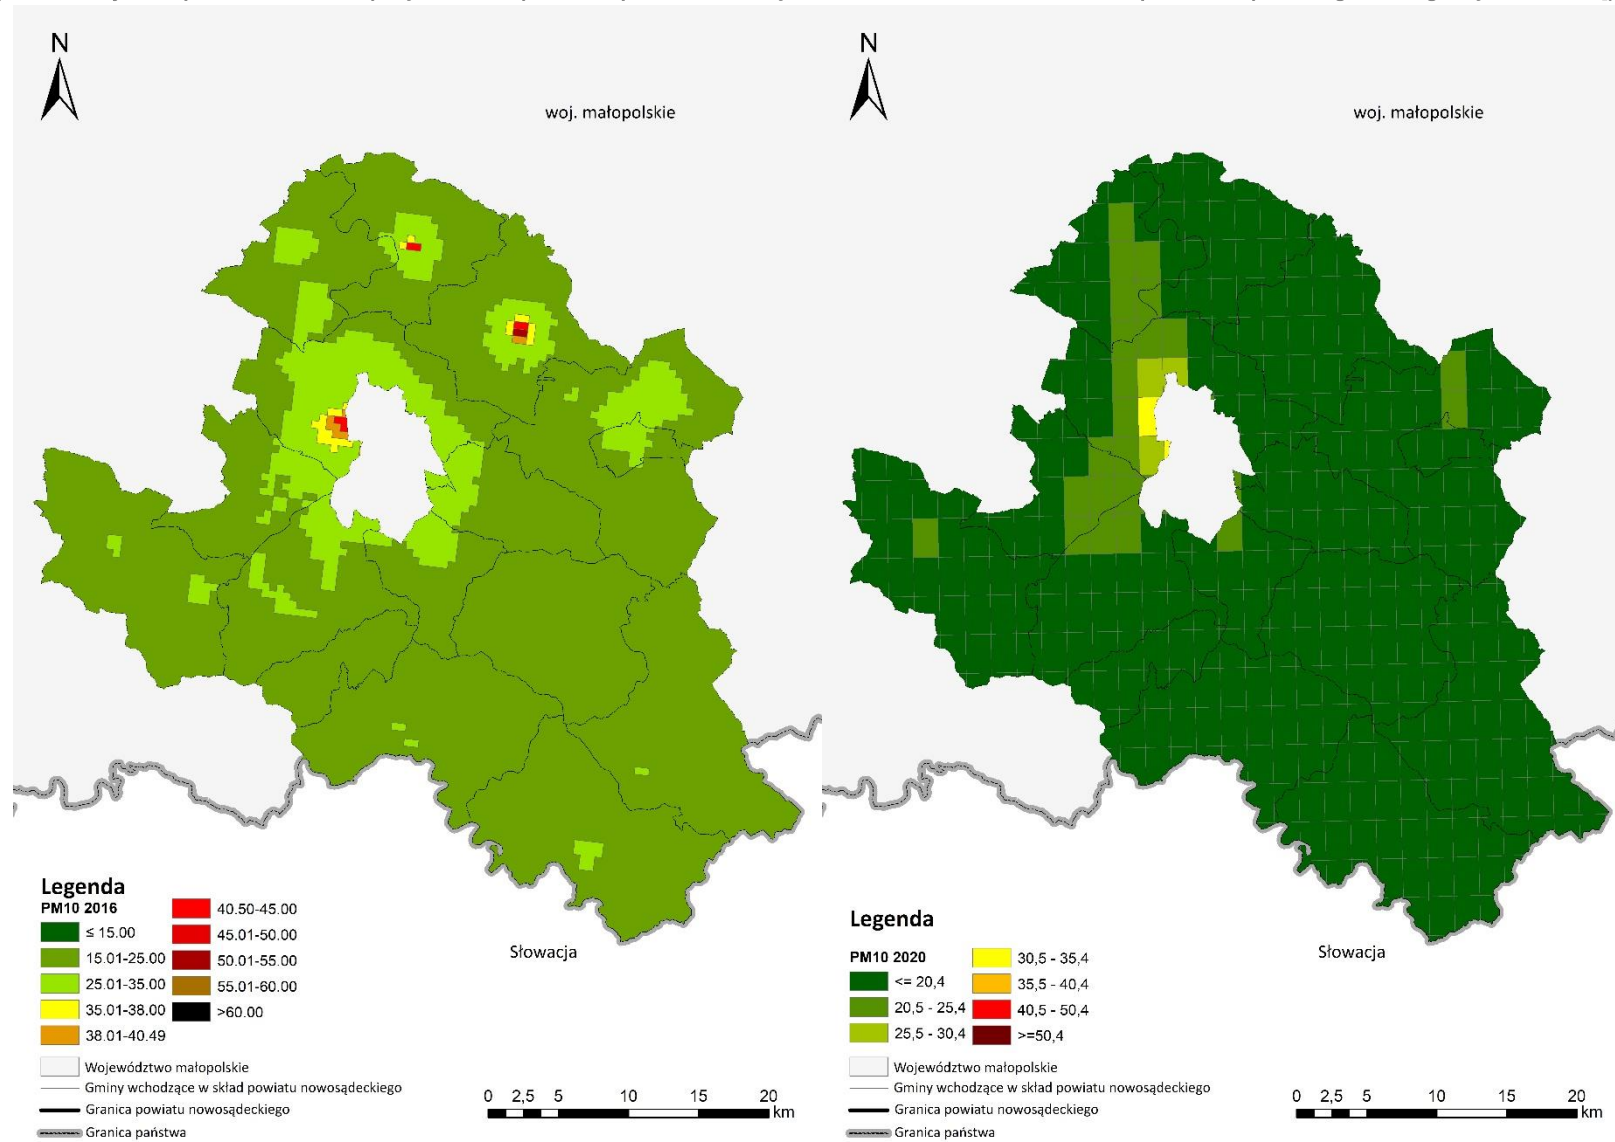 N
woj. małopolskie
Słowacja
Legenda
PM10 2016
≤ 15.00
15.01-25.00
25.01-35.00
35.01-38.00
38.01-40.49
40.50-45.00
45.01-50.00
50.01-55.00
55.01-60.00
>60.00
Województwo małopolskie
Gminy wchodzące w skład powiatu nowosądeckiego
Granica powiatu nowosądeckiego
Granica państwa
0 2,5 5 10 15 20
km
N
woj. małopolskie
Słowacja
Legenda
PM10 2020
<= 20,4
20,5 - 25,4
25,5 - 30,4
30,5 - 35,4
35,5 - 40,4
40,5 - 50,4
>=50,4
Województwo małopolskie
Gminy wchodzące w skład powiatu nowosądeckiego
Granica powiatu nowosądeckiego
Granica państwa
0 2,5 5 10 15 20
km